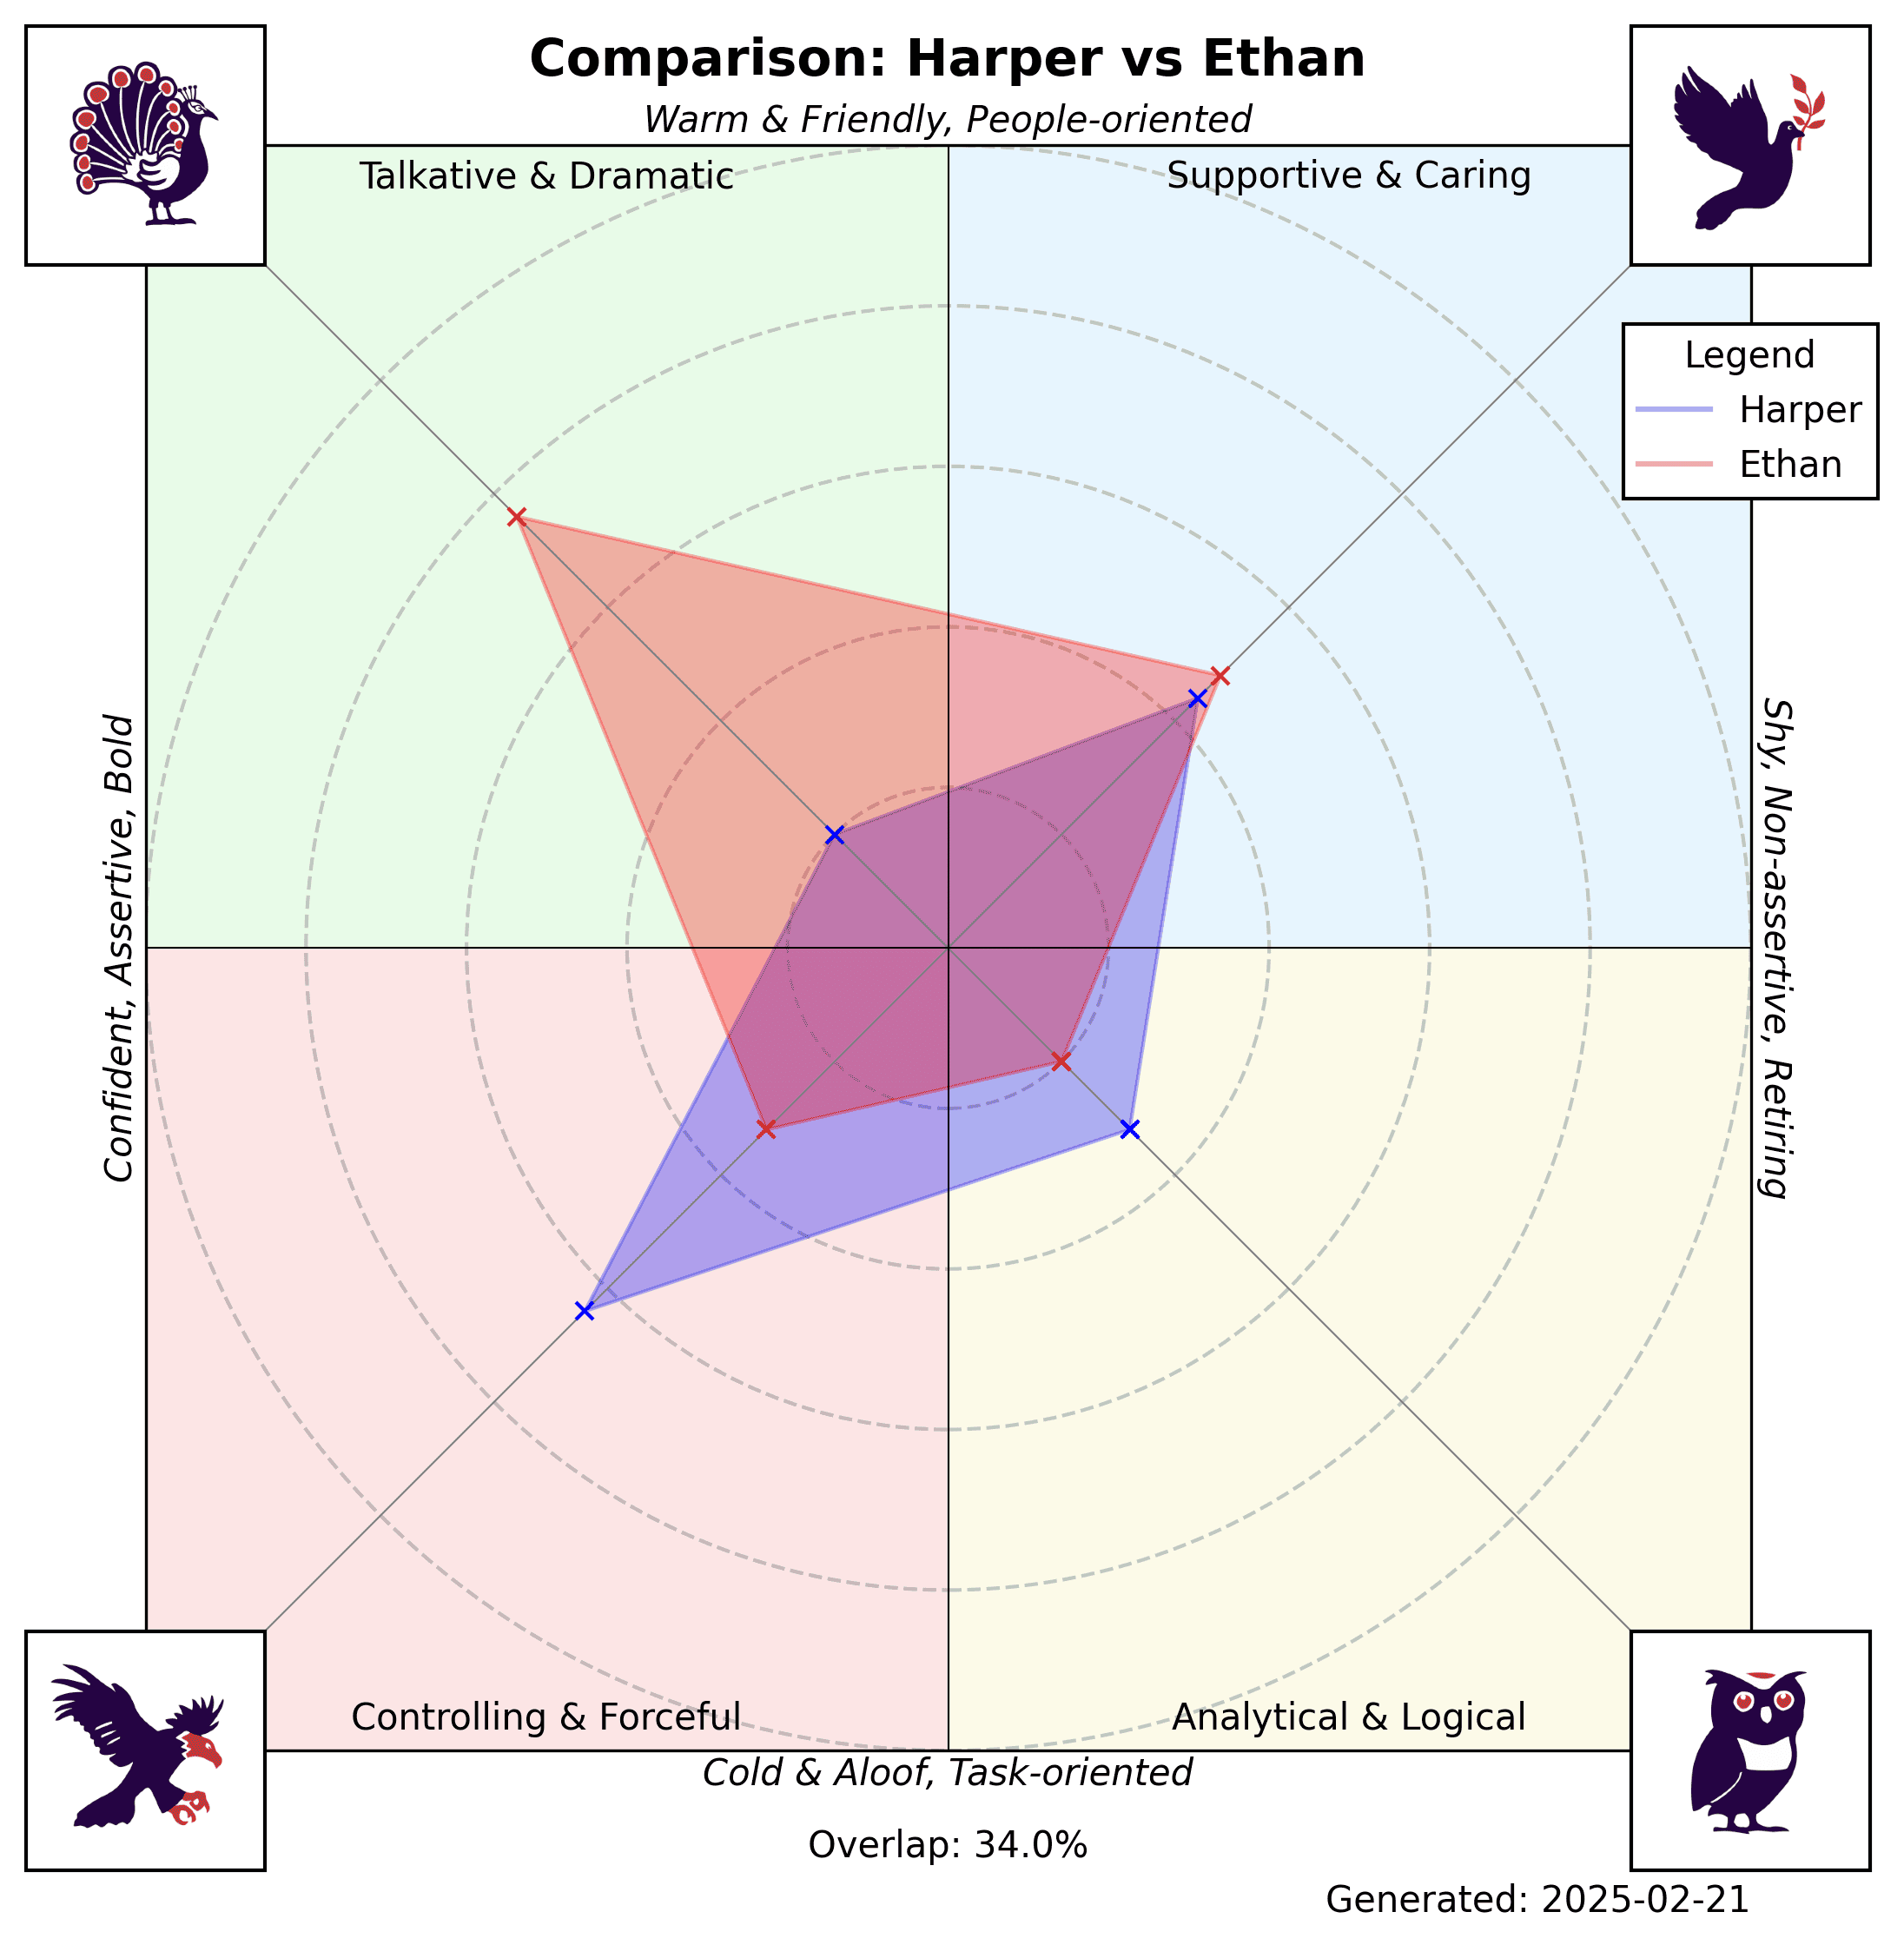 Comparison: Harper vs Ethan
Warm & Friendly, People-oriented
Talkative & Dramatic
Supportive & Caring
Legend
Harper
Ethan
Confident, Assertive, Bold
Shy, Non-assertive, Retiring
Controlling & Forceful
Analytical & Logical
Cold & Aloof, Task-oriented
Overlap: 34.0%
Generated: 2025-02-21